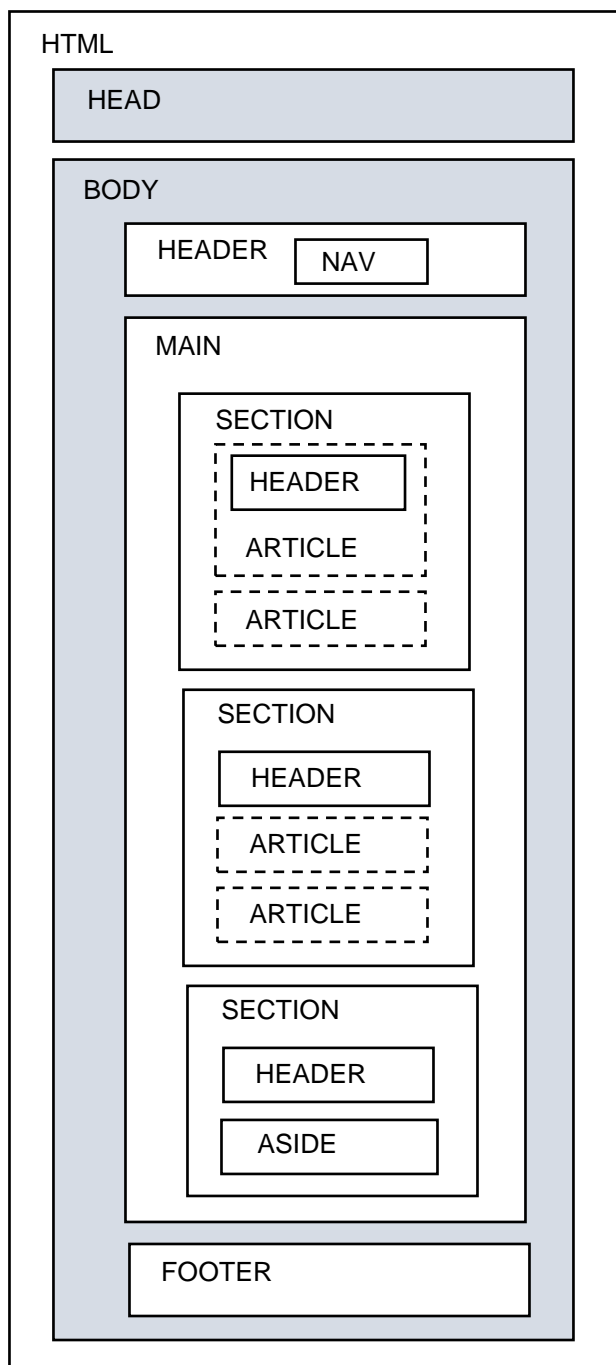 HTML
HEAD
BODY
HEADER NAV
MAIN
SECTION
HEADER
ARTICLE
ARTICLE
SECTION
HEADER
ARTICLE
ARTICLE
SECTION
HEADER
ASIDE
FOOTER